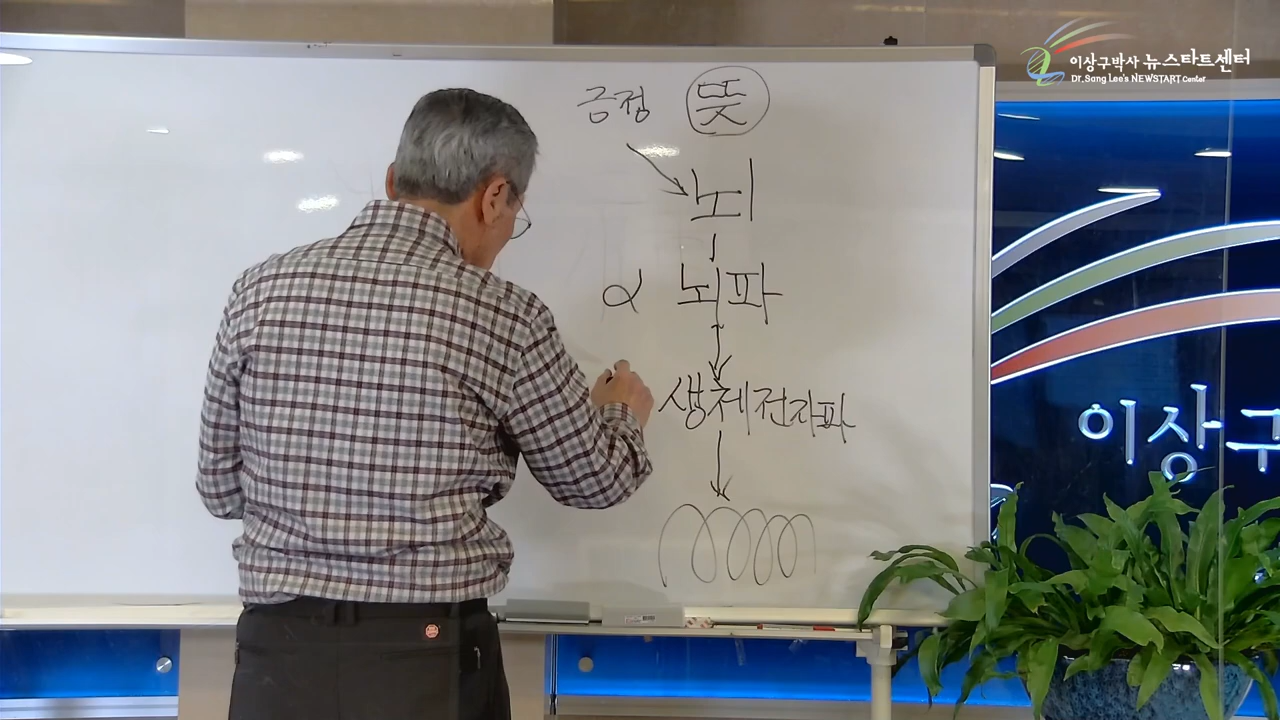 이상구박사 뉴스타트센터
Dr. Sang Lee's NEWSTART Center
긍정 뜻
뇌
α 뇌파
생체전자파
이상구